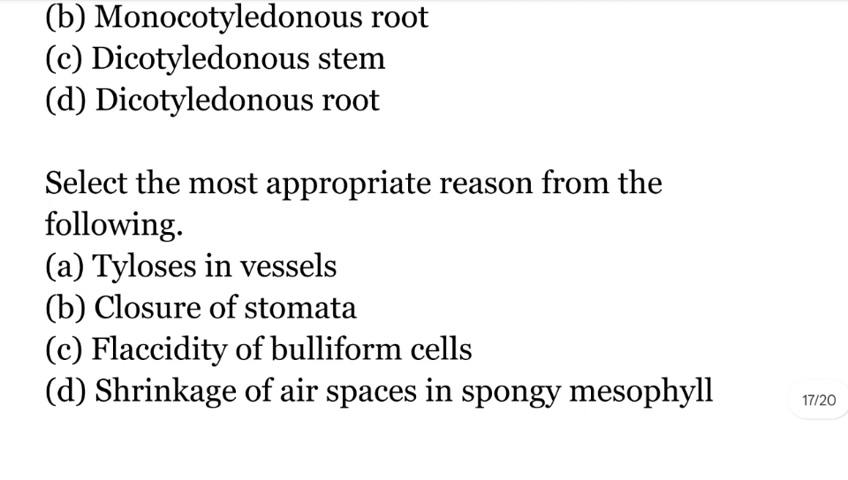 (b) Monocotyledonous root
(c) Dicotyledonous stem
(d) Dicotyledonous root
Select the most appropriate reason from the
following.
(a) Tyloses in vessels
(b) Closure of stomata
(c) Flaccidity of bulliform cells
(d) Shrinkage of air spaces in spongy mesophyll
17/20